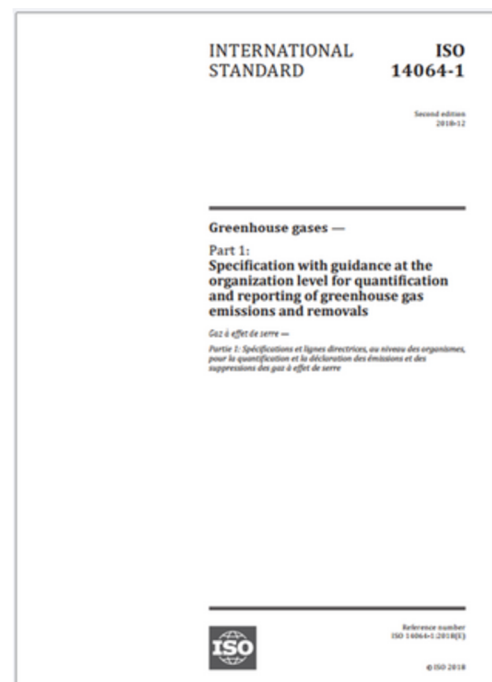 INTERNATIONAL
STANDARD
ISO
14064-1
Second edition
2018-12
Greenhouse gases —
Part 1:
Specification with guidance at the
organization level for quantification
and reporting of greenhouse gas
emissions and removals
Gaz à effet de serre —
Partie 1: Spécifications et lignes directrices, au niveau des organismes,
pour la quantification et la déclaration des émissions et des
suppressions des gaz à effet de serre
ISO
Reference number
ISO 14064-1:2018(E)
© ISO 2018